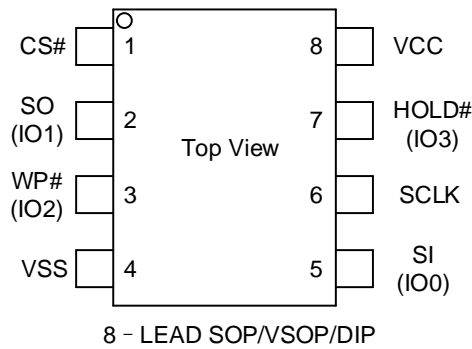 CS# 1 8 VCC
SO
(IO1) 2 7 HOLD#
(IO3)
Top View
WP#
(IO2) 3 6 SCLK
VSS 4 5 SI
(IO0)
8 - LEAD SOP/VSOP/DIP